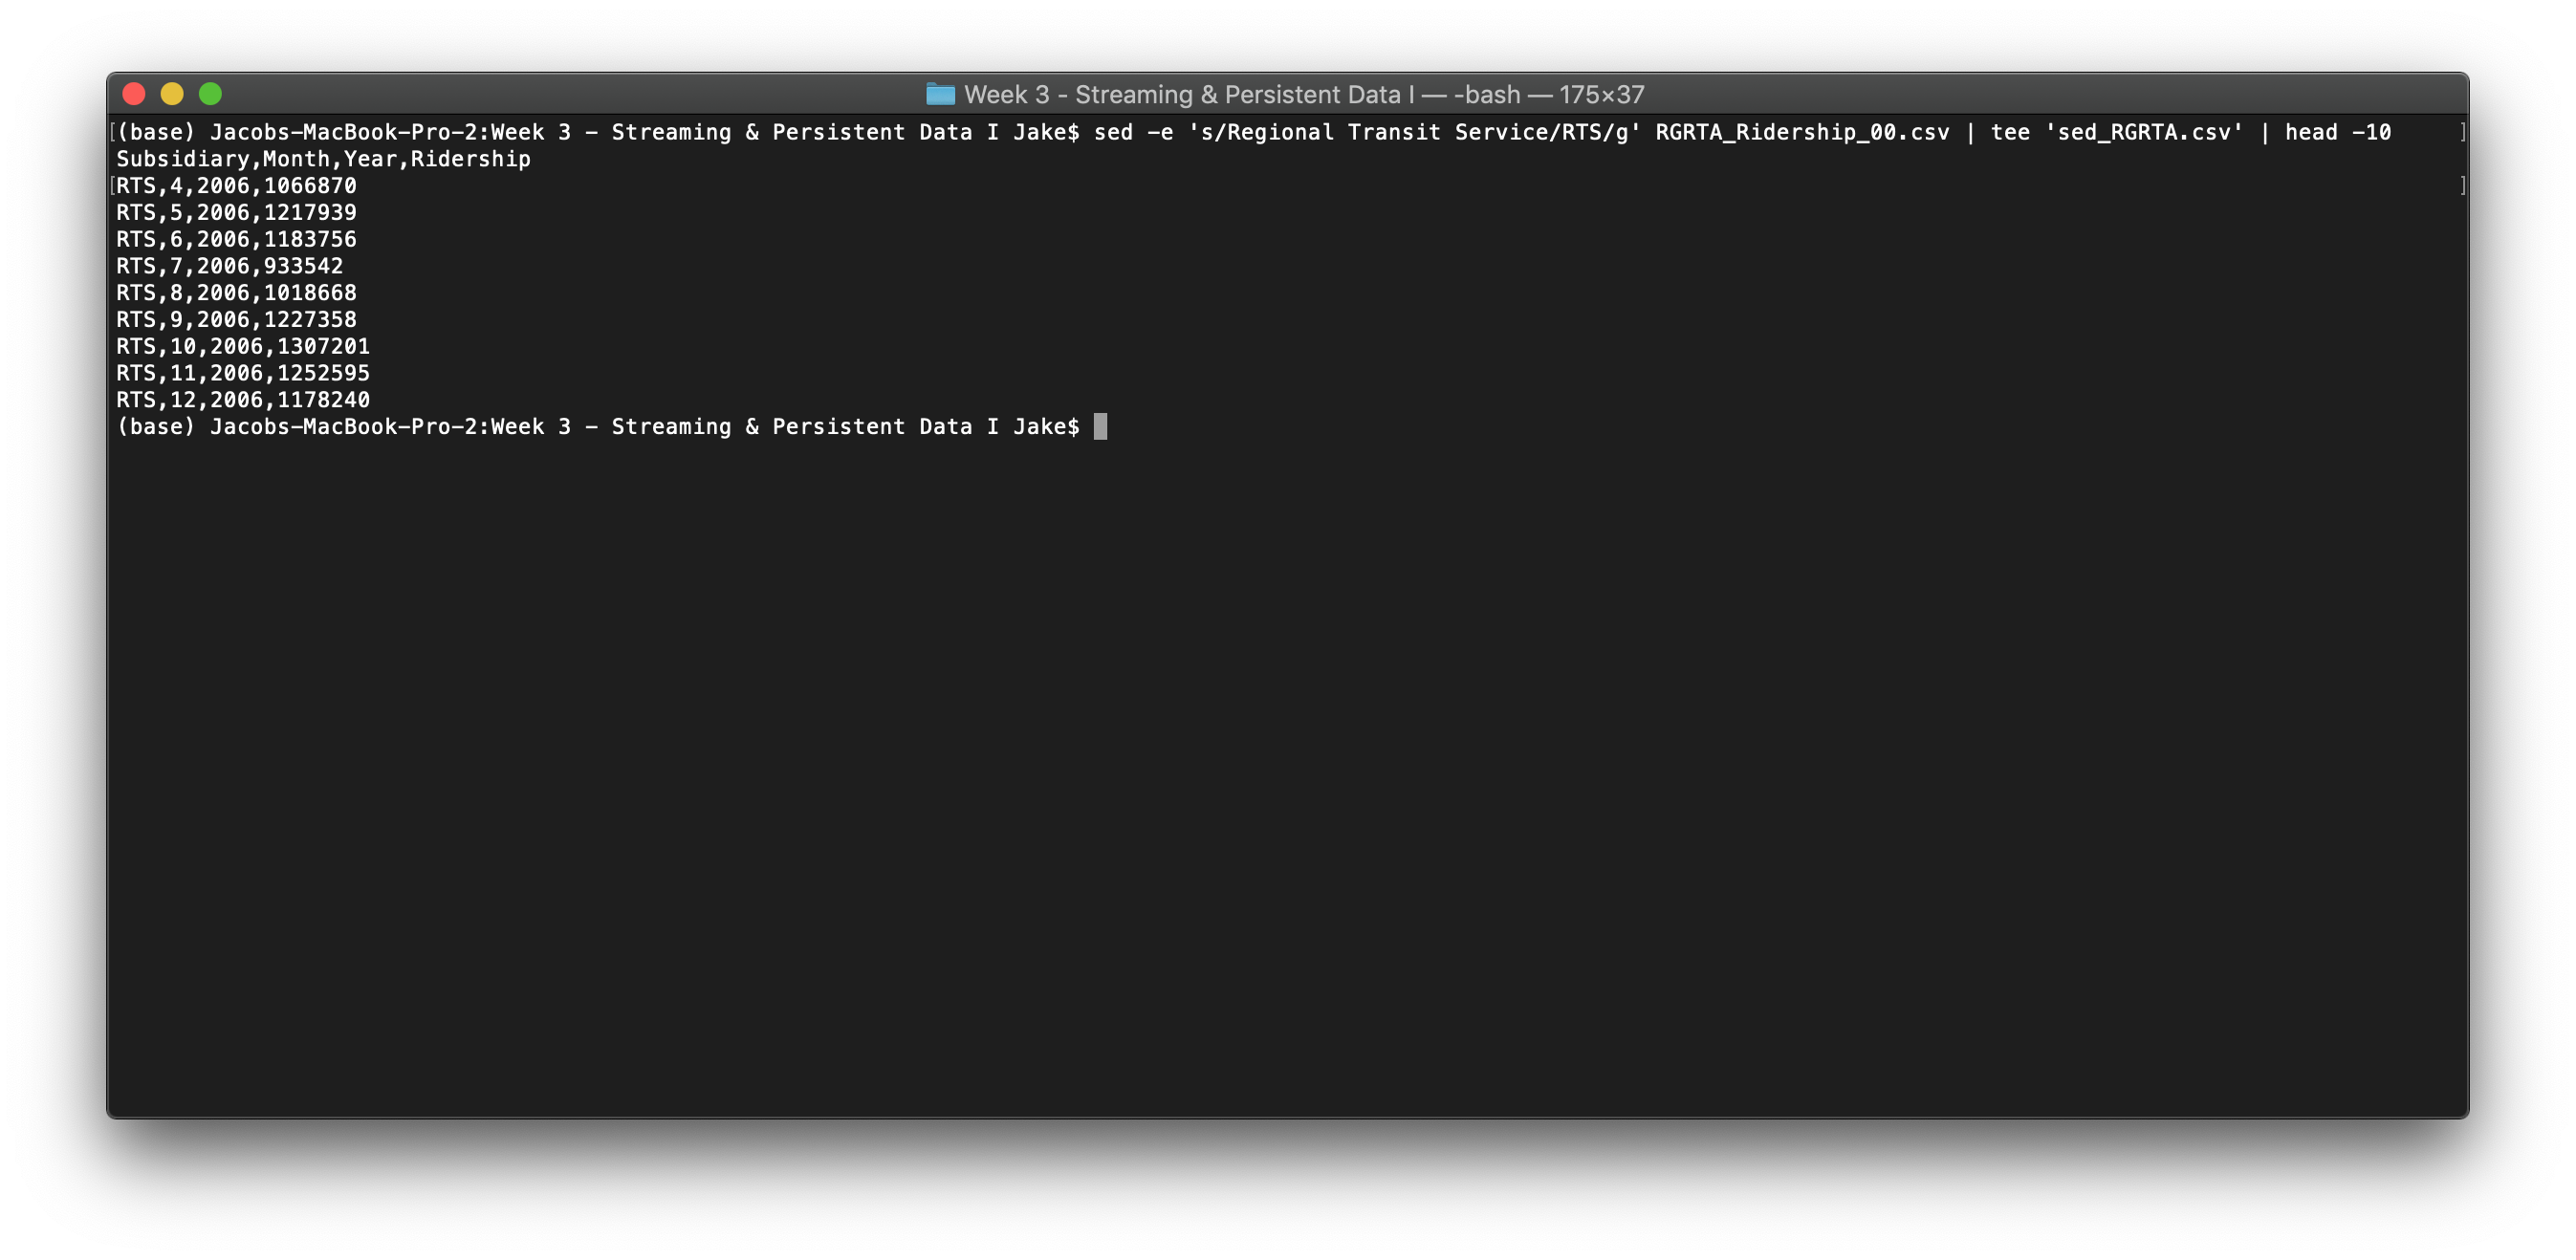 Week 3 - Streaming & Persistent Data I — -bash — 175×37
[(base) Jacobs-MacBook-Pro-2:Week 3 - Streaming & Persistent Data I Jake$ sed -e 's/Regional Transit Service/RTS/g' RGRTA_Ridership_00.csv | tee 'sed_RGRTA.csv' | head -10 ]
Subsidiary,Month,Year,Ridership
[RTS,4,2006,1066870 ]
RTS,5,2006,1217939
RTS,6,2006,1183756
RTS,7,2006,933542
RTS,8,2006,1018668
RTS,9,2006,1227358
RTS,10,2006,1307201
RTS,11,2006,1252595
RTS,12,2006,1178240
(base) Jacobs-MacBook-Pro-2:Week 3 - Streaming & Persistent Data I Jake$